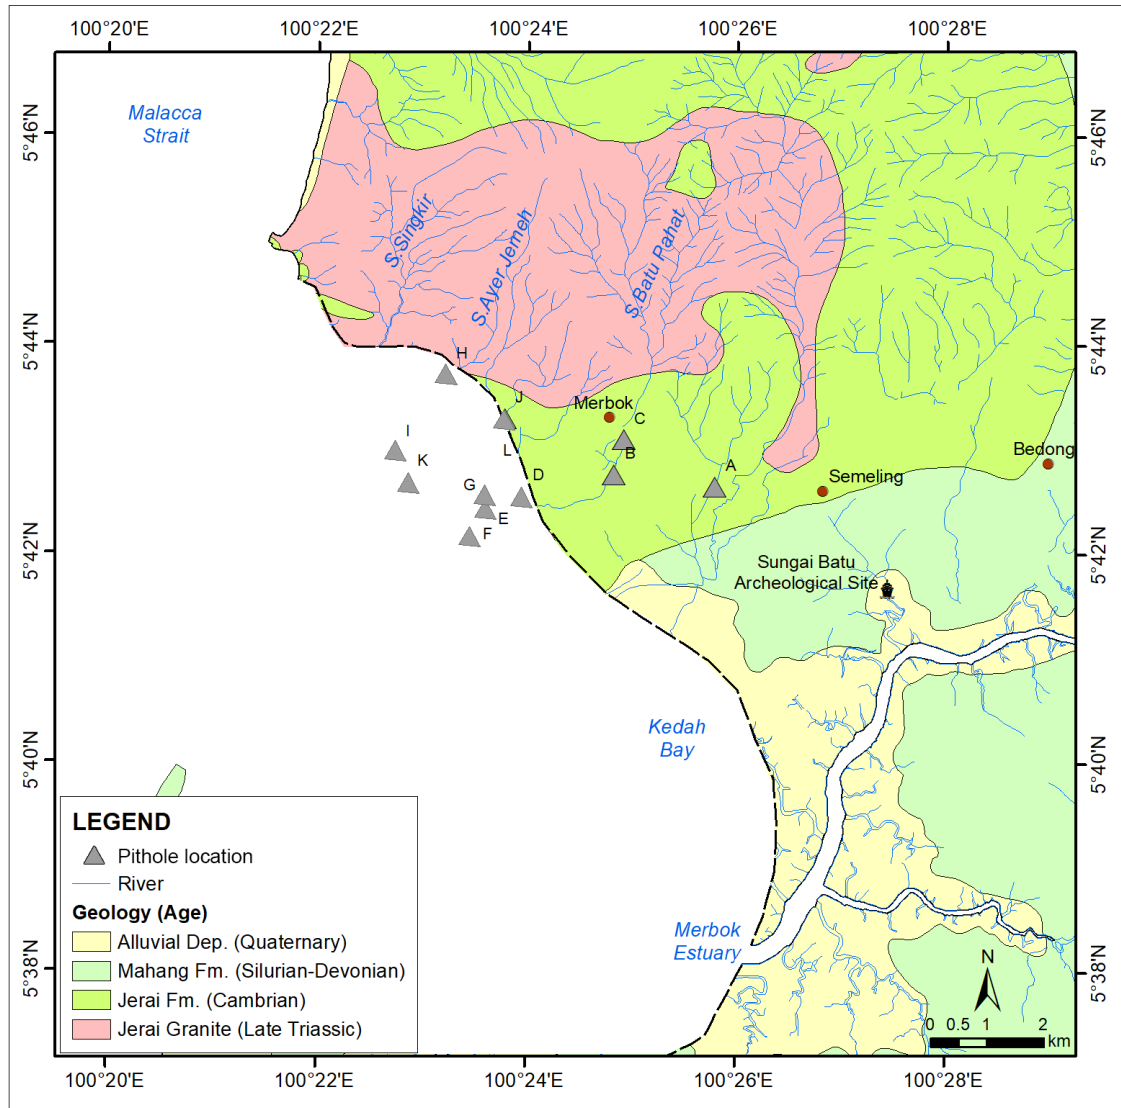 100°20'E
100°22'E
100°24'E
100°26'E
100°28'E
Malacca
Strait
5°46'N
5°46'N
S.Singkir
S.Ayer Jemeh
S.Batu Pahat
5°44'N
5°44'N
H
J
Merbok
C
I
L
B
Bedong
K
G
D
A
Semeling
E
F
5°42'N
5°42'N
Sungai Batu
Archeological Site
Kedah
Bay
5°40'N
5°40'N
LEGEND
Pithole location
River
Geology (Age)
Alluvial Dep. (Quaternary)
Mahang Fm. (Silurian-Devonian)
Jerai Fm. (Cambrian)
Jerai Granite (Late Triassic)
Merbok
Estuary
5°38'N
5°38'N
N
0 0.5 1 2
km
100°20'E
100°22'E
100°24'E
100°26'E
100°28'E